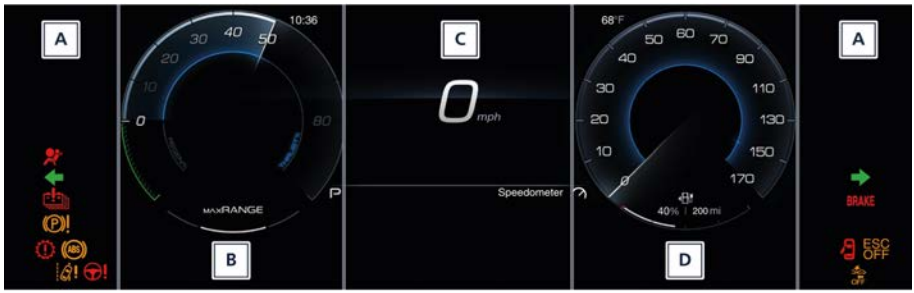 A
10:36
0
10
20
30
40
50
80
MAXRANGE
P
(P)!
ABS
B
C
0 mph
Speedometer
68°F
0
10
20
30
40
50
60
70
90
110
130
150
170
40% | 200 mi
D
A
BRAKE
ESC
OFF
OFF